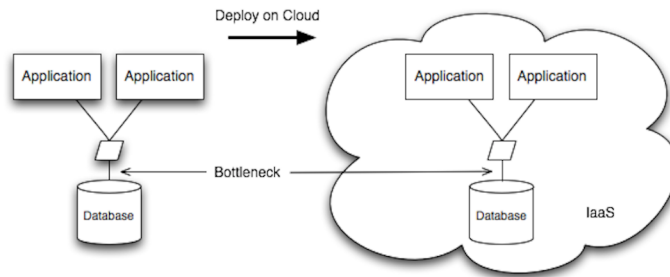 Deploy on Cloud
Application
Application
Application
Application
Bottleneck
Database
Database
IaaS